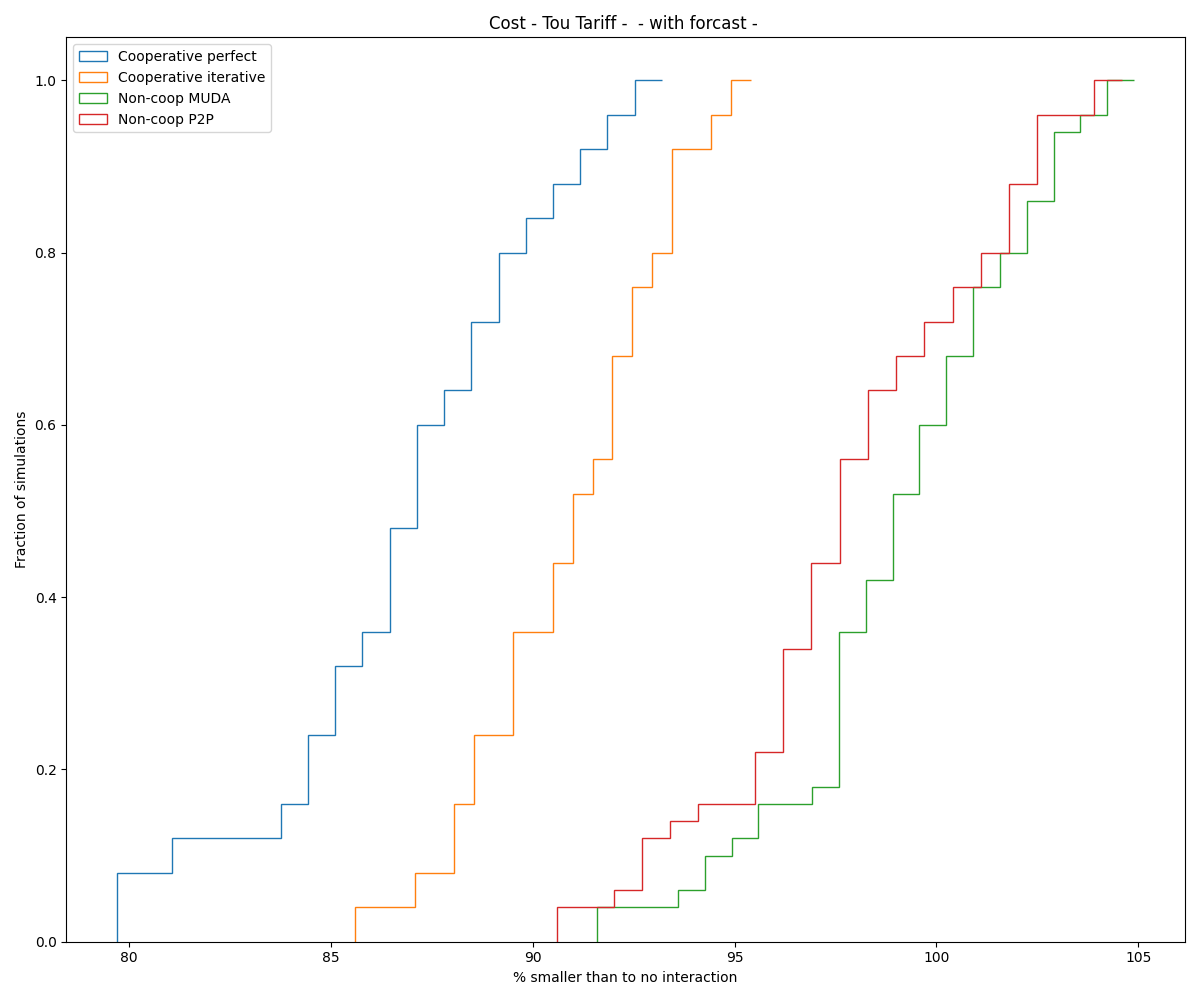 Cost - Tou Tariff -  - with forcast -
Cooperative perfect
Cooperative iterative
Non-coop MUDA
Non-coop P2P
Fraction of simulations
1.0
0.8
0.6
0.4
0.2
0.0
80 85 90 95 100 105
% smaller than to no interaction